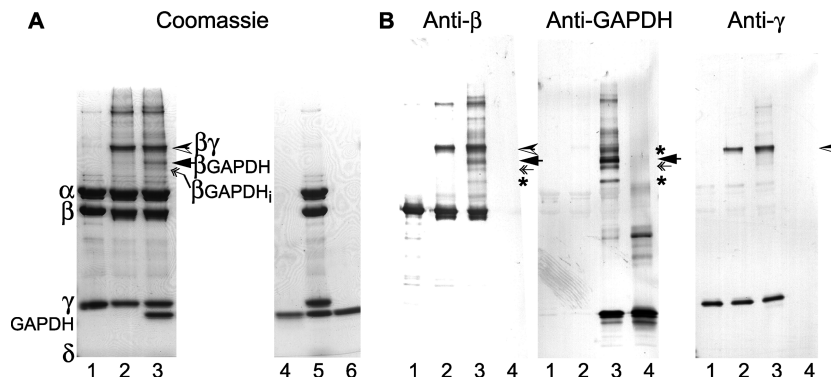 A Coomassie B Anti-β Anti-GAPDH Anti-γ
βγ
βGAPDH
βGAPDHi
α
β
γ
GAPDH
δ
*
*
1 2 3 4 5 6 1 2 3 4 1 2 3 4 1 2 3 4